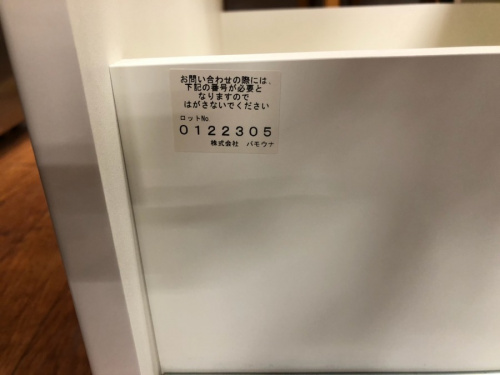 お問い合わせの際には、
下記の番号が必要と
なりますので
はがさないでください
ロットNo
0122305
株式会社 パモウナ